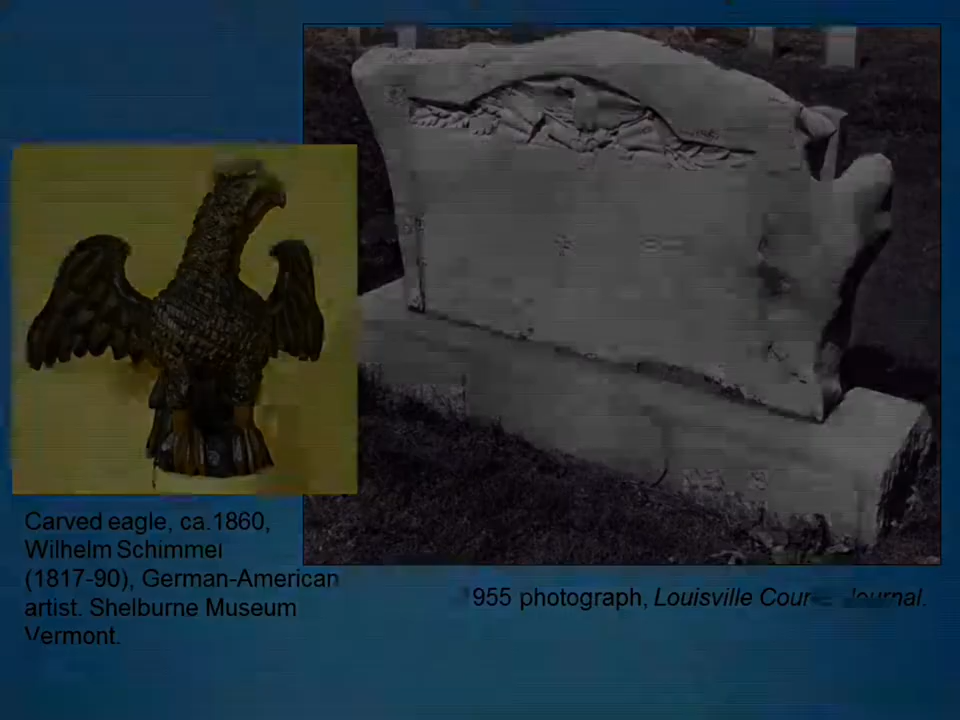 Carved eagle, ca.1860,
Wilhelm Schimmel
(1817-90), German-American
artist. Shelburne Museum
Vermont.
955 photograph, Louisville